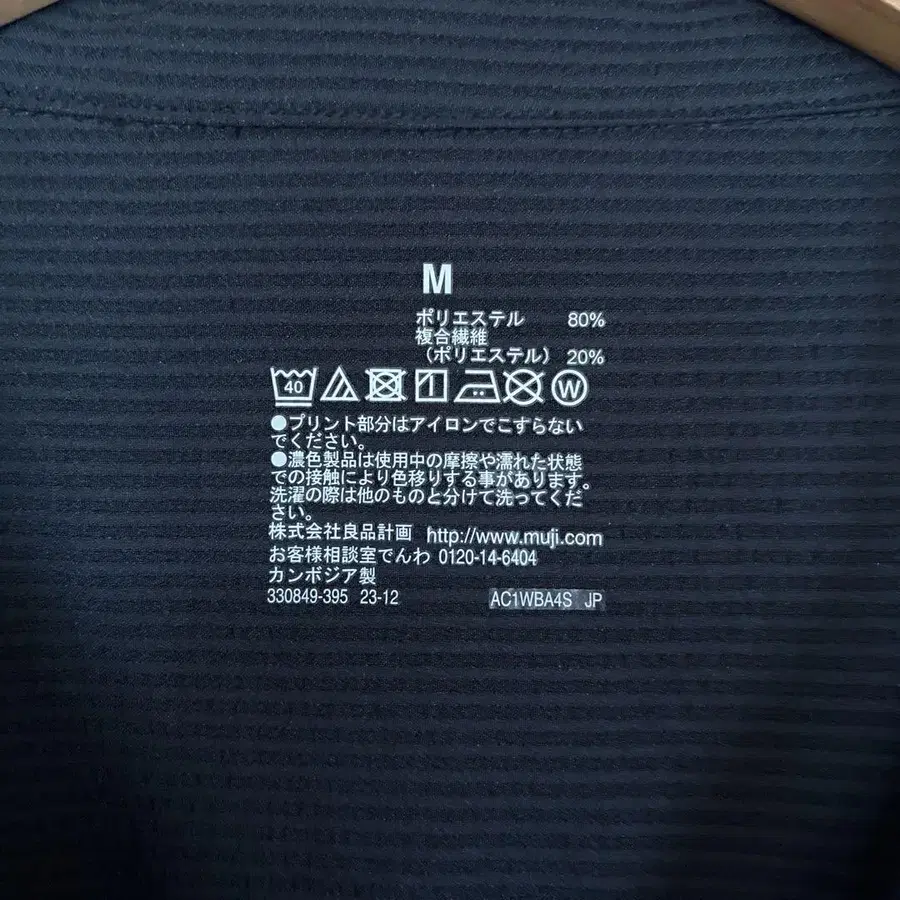 M
ポリエステル 80%
複合繊維
（ポリエステル） 20%
40 W
●プリント部分はアイロンでこすらない
でください。
●濃色製品は使用中の摩擦や濡れた状態
での接触により色移りする事があります。
洗濯の際は他のものと分けて洗ってくだ
さい。
株式会社良品計画 http://www.muji.com
お客様相談室でんわ 0120-14-6404
カンボジア製
330849-395 23-12 AC1WBA4S JP